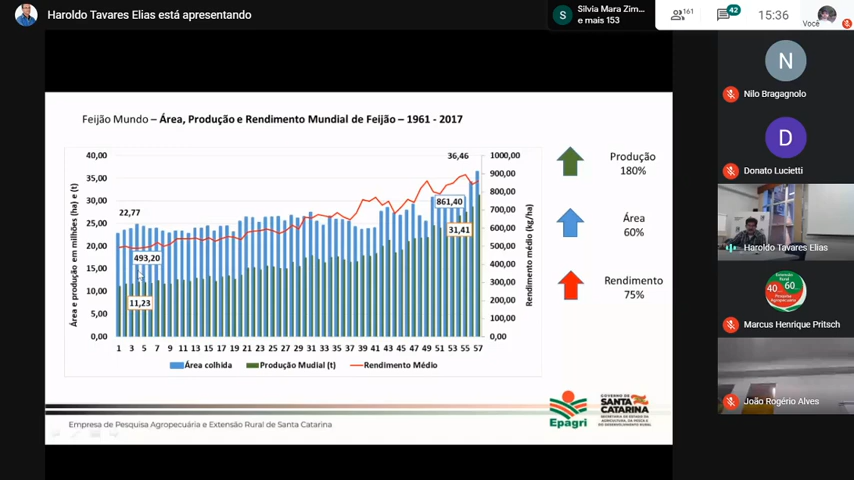 Haroldo Tavares Elias está apresentando
S
Silvia Mara Zim...
e mais 153
161
42
15:36
Você
Feijão Mundo – Área, Produção e Rendimento Mundial de Feijão – 1961 - 2017
Área e produção em milhões (ha) e (t)
40,00
35,00
30,00
25,00
20,00
15,00
10,00
5,00
0,00
22,77
493,20
11,23
36,46
861,40
31,41
1000,00
900,00
800,00
700,00
600,00
500,00
400,00
300,00
200,00
100,00
0,00
Rendimento médio (kg/ha)
1 3 5 7 9 11 13 15 17 19 21 23 25 27 29 31 33 35 37 39 41 43 45 47 49 51 53 55 57
Área colhida Produção Mudial (t) Rendimento Médio
Produção
180%
Área
60%
Rendimento
75%
Empresa de Pesquisa Agropecuária e Extensão Rural de Santa Catarina
Epagri
GOVERNO DE
SANTA
CATARINA
N
Nilo Bragagnolo
D
Donato Lucietti
Haroldo Tavares Elias
Extensão
Rural
40
60
Pesquisa
Agropecuária
Marcus Henrique Pritsch
João Rogério Alves